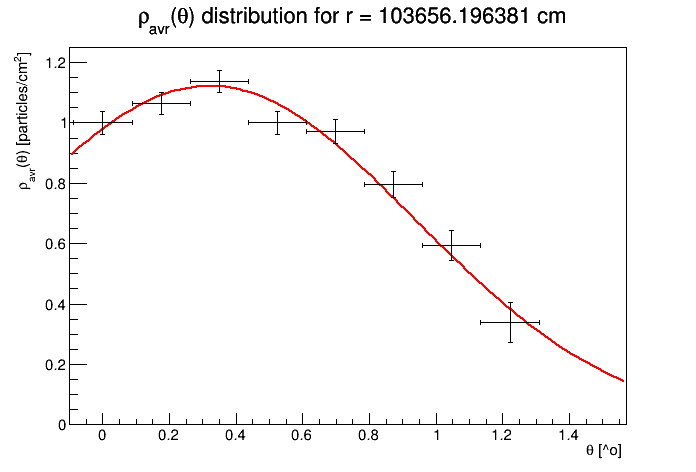 ρavr(θ) distribution for r = 103656.196381 cm
ρavr(θ) [particles/cm2]
1.2
1
0.8
0.6
0.4
0.2
0
0 0.2 0.4 0.6 0.8 1 1.2 1.4
θ [^o]